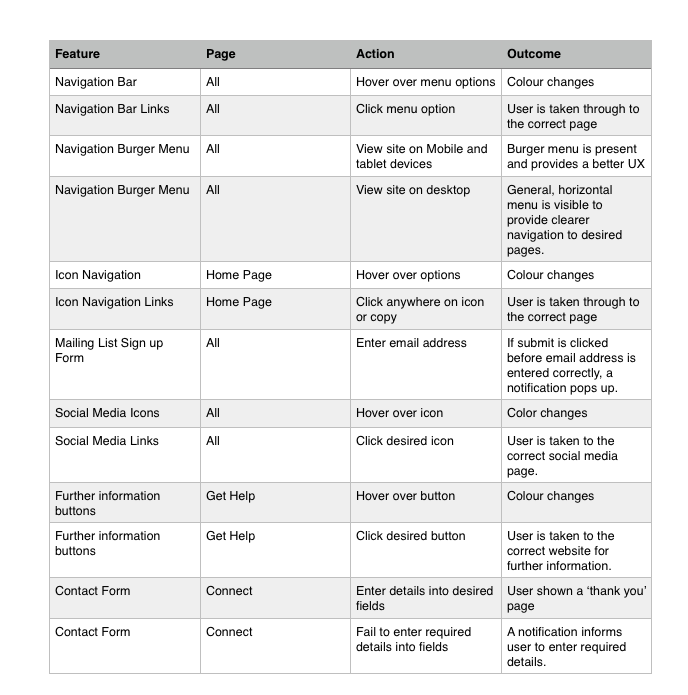 Feature Page Action Outcome
Navigation Bar All Hover over menu options Colour changes
Navigation Bar Links All Click menu option User is taken through to
the correct page
Navigation Burger Menu All View site on Mobile and Burger menu is present
tablet devices and provides a better UX
Navigation Burger Menu All View site on desktop General, horizontal
menu is visible to
provide clearer
navigation to desired
pages.
Icon Navigation Home Page Hover over options Colour changes
Icon Navigation Links Home Page Click anywhere on icon User is taken through to
or copy the correct page
Mailing List Sign up All Enter email address If submit is clicked
Form before email address is
entered correctly, a
notification pops up.
Social Media Icons All Hover over icon Color changes
Social Media Links All Click desired icon User is taken to the
correct social media
page.
Further information Get Help Hover over button Colour changes
buttons
Further information Get Help Click desired button User is taken to the
buttons correct website for
further information.
Contact Form Connect Enter details into desired User shown a ‘thank you’
fields page
Contact Form Connect Fail to enter required A notification informs
details into fields user to enter required
details.